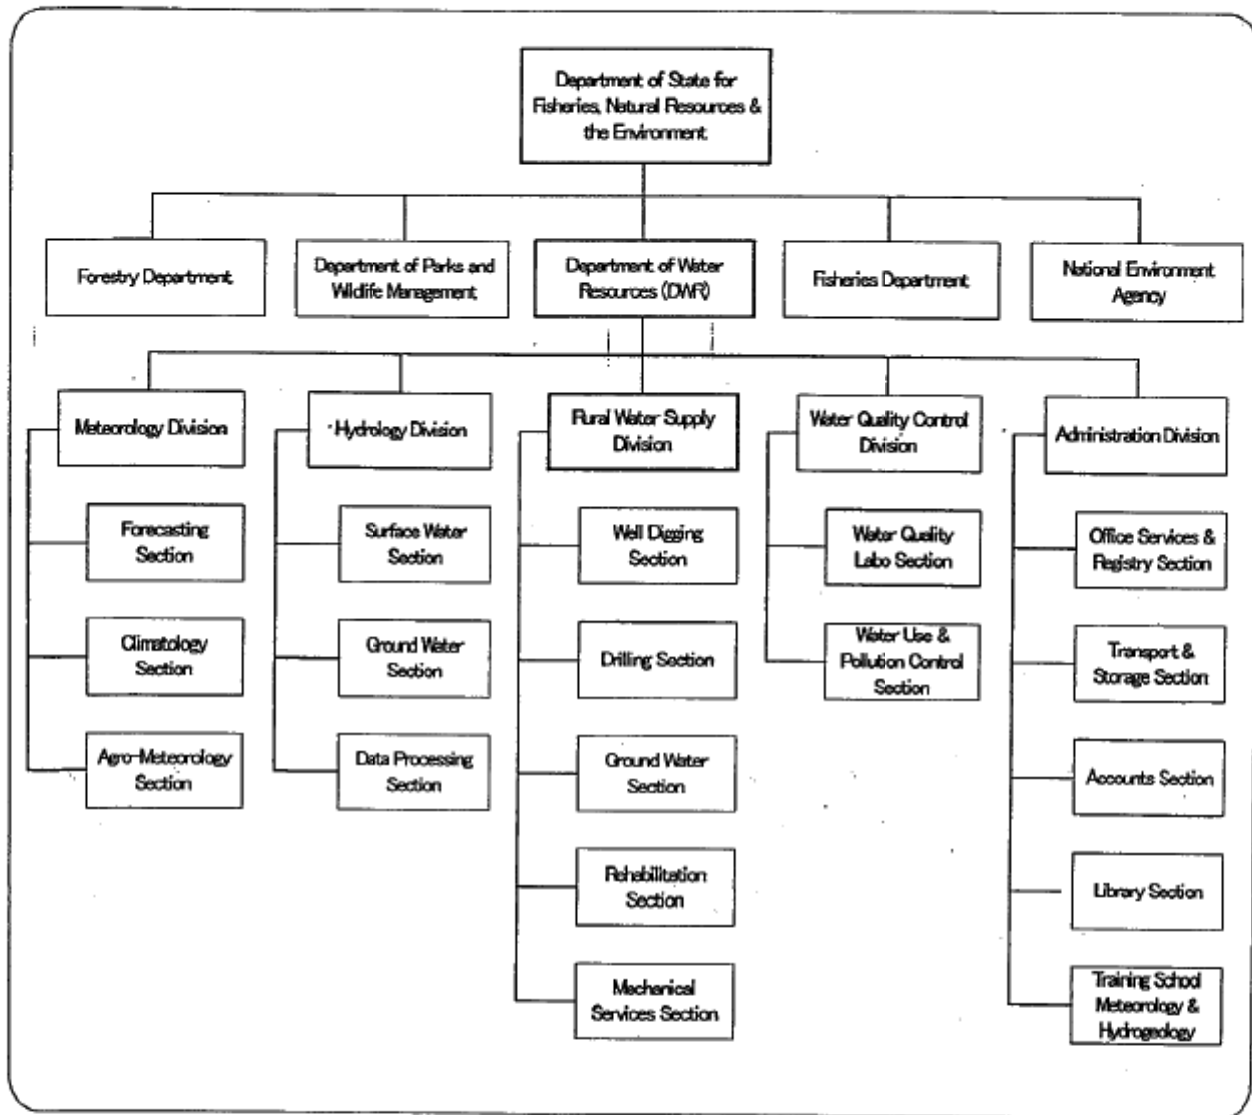 Department of State for
Fisheries, Natural Resources &
the Environment
Forestry Department
Department of Parks and
Wildlife Management
Department of Water
Resources (DWR)
Fisheries Department
National Environment
Agency
Meteorology Division
Hydrology Division
Rural Water Supply
Division
Water Quality Control
Division
Administration Division
Forecasting
Section
Surface Water
Section
Well Digging
Section
Water Quality
Labo Section
Office Services &
Registry Section
Climatology
Section
Ground Water
Section
Drilling Section
Water Use &
Pollution Control
Section
Transport &
Storage Section
Agro-Meteorology
Section
Data Processing
Section
Ground Water
Section
Accounts Section
Rehabilitation
Section
Library Section
Mechanical
Services Section
Training School
Meteorology &
Hydrogeology